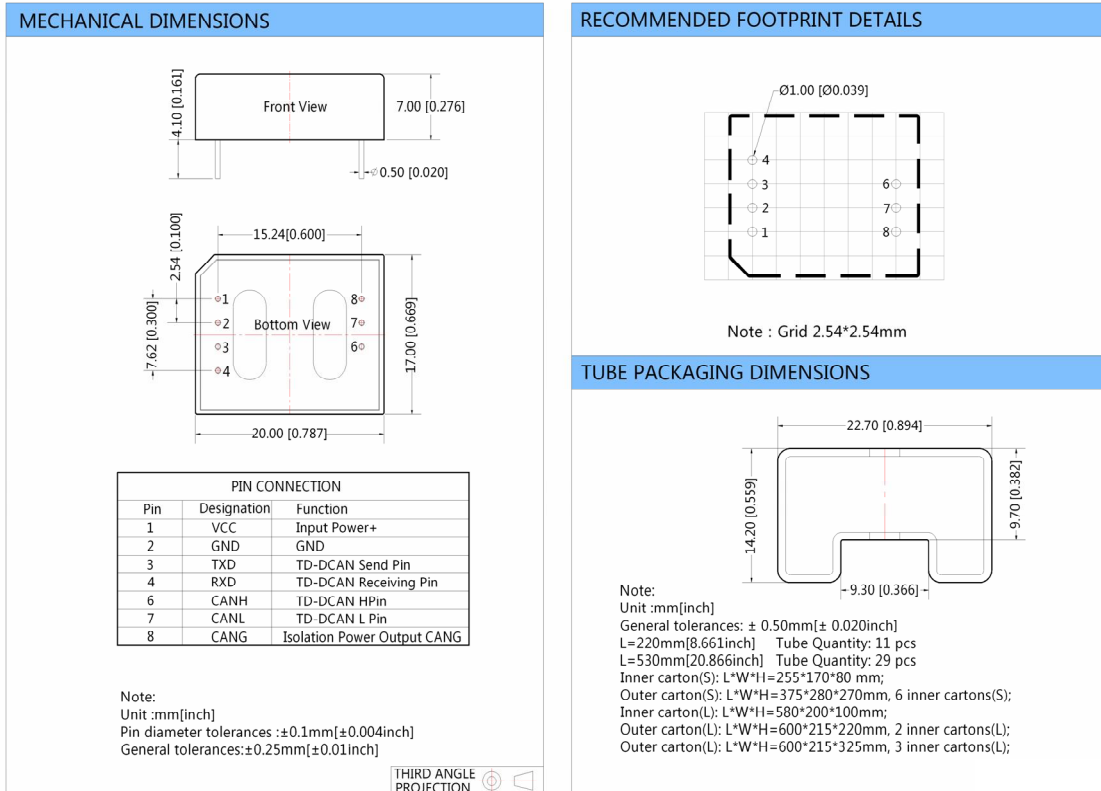 MECHANICAL DIMENSIONS
4.10 [0.161]
Front View
7.00 [0.276]
Ø0.50 [0.020]
2.54 [0.100]
15.24[0.600]
7.62 [0.300]
1
2
3
4
Bottom View
8
7
6
17.00 [0.669]
20.00 [0.787]
PIN CONNECTION
Pin Designation Function
1 VCC Input Power+
2 GND GND
3 TXD TD-DCAN Send Pin
4 RXD TD-DCAN Receiving Pin
6 CANH TD-DCAN HPin
7 CANL TD-DCAN L Pin
8 CANG Isolation Power Output CANG
Note:
Unit :mm[inch]
Pin diameter tolerances :±0.1mm[±0.004inch]
General tolerances:±0.25mm[±0.01inch]
THIRD ANGLE
PROJECTION
RECOMMENDED FOOTPRINT DETAILS
Ø1.00 [Ø0.039]
4
3
2
1
6
7
8
Note : Grid 2.54*2.54mm
TUBE PACKAGING DIMENSIONS
22.70 [0.894]
14.20 [0.559]
9.70 [0.382]
9.30 [0.366]
Note:
Unit :mm[inch]
General tolerances: ± 0.50mm[± 0.020inch]
L=220mm[8.661inch] Tube Quantity: 11 pcs
L=530mm[20.866inch] Tube Quantity: 29 pcs
Inner carton(S): L*W*H=255*170*80 mm;
Outer carton(S): L*W*H=375*280*270mm, 6 inner cartons(S);
Inner carton(L): L*W*H=580*200*100mm;
Outer carton(L): L*W*H=600*215*220mm, 2 inner cartons(L);
Outer carton(L): L*W*H=600*215*325mm, 3 inner cartons(L);